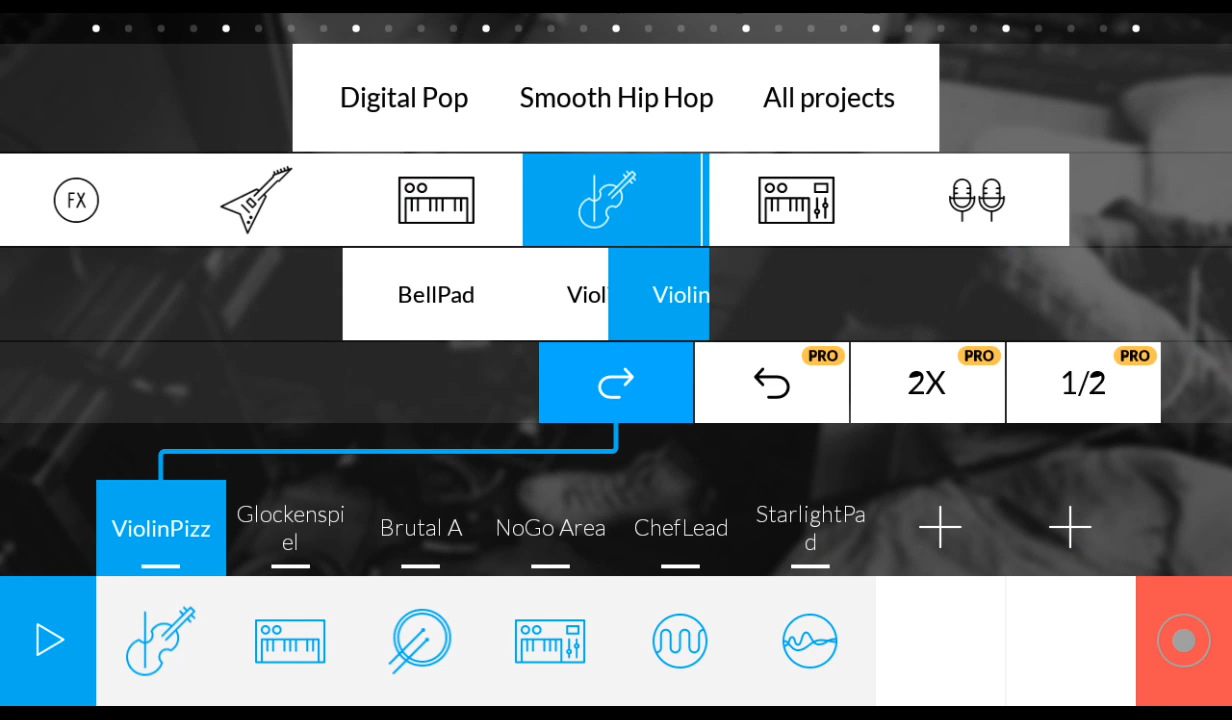 Digital Pop Smooth Hip Hop All projects
FX
BellPad Viol Violin
PRO PRO PRO
2X 1/2
ViolinPizz Glockenspi
el Brutal A NoGo Area ChefLead StarlightPa
d